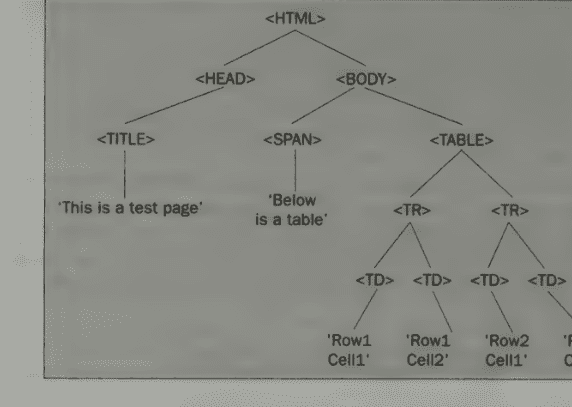 <HTML>
<HEAD> <BODY>
<TITLE> <SPAN> <TABLE>
'This is a test page' 'Below
is a table'
<TR> <TR>
<TD> <TD> <TD> <TD>
'Row1 'Row1 'Row2
Cell1' Cell2' Cell1'